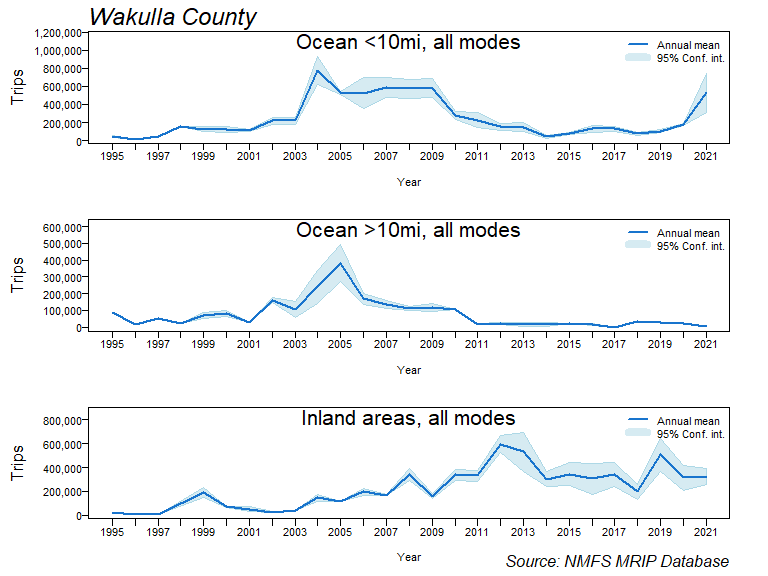 Wakulla County
Ocean <10mi, all modes
Annual mean
95% Conf. int.
Trips
1,200,000
1,000,000
800,000
600,000
400,000
200,000
0
1995 1997 1999 2001 2003 2005 2007 2009 2011 2013 2015 2017 2019 2021
Year
Ocean >10mi, all modes
Annual mean
95% Conf. int.
Trips
600,000
500,000
400,000
300,000
200,000
100,000
0
1995 1997 1999 2001 2003 2005 2007 2009 2011 2013 2015 2017 2019 2021
Year
Inland areas, all modes
Annual mean
95% Conf. int.
Trips
800,000
600,000
400,000
200,000
0
1995 1997 1999 2001 2003 2005 2007 2009 2011 2013 2015 2017 2019 2021
Year
Source: NMFS MRIP Database